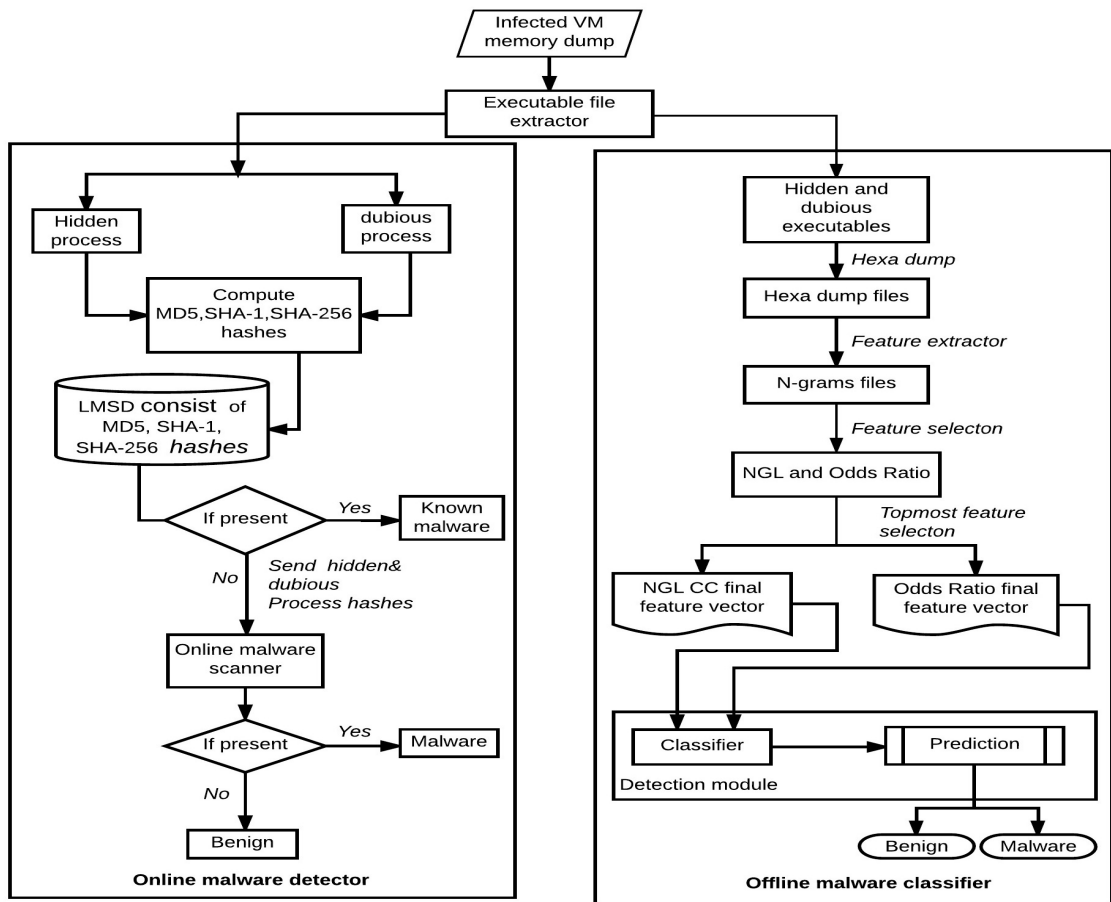 Infected VM
memory dump
Executable file
extractor
Hidden
process
dubious
process
Compute
MD5,SHA-1,SHA-256
hashes
LMSD consist of
MD5, SHA-1,
SHA-256 hashes
If present
Yes
Known
malware
No
Send hidden&
dubious
Process hashes
Online malware
scanner
If present
Yes
Malware
No
Benign
Online malware detector
Hidden and
dubious
executables
Hexa dump
Hexa dump files
Feature extractor
N-grams files
Feature selecton
NGL and Odds Ratio
Topmost feature
selecton
NGL CC final
feature vector
Odds Ratio final
feature vector
Classifier
Prediction
Detection module
Benign
Malware
Offline malware classifier